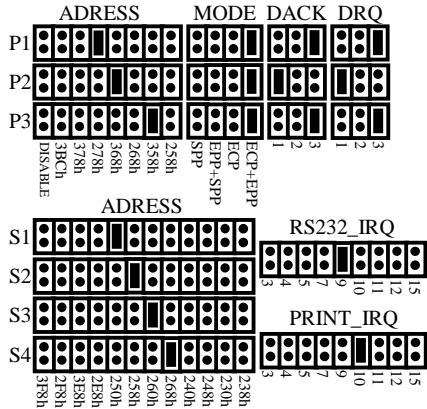 ADRESS MODE DACK DRQ
P1
P2
P3
DISABLE 3BCh 378h 278h 368h 268h 358h 258h SPP EPP+SPP ECP ECP+EPP 1 2 3 1 2 3
ADRESS
S1 RS232_IRQ
S2
3 4 5 7 9 10 11 12 15
S3 PRINT_IRQ
S4
3F8h 2F8h 3E8h 2E8h 250h 258h 260h 268h 240h 248h 230h 238h 3 4 5 7 9 10 11 12 15